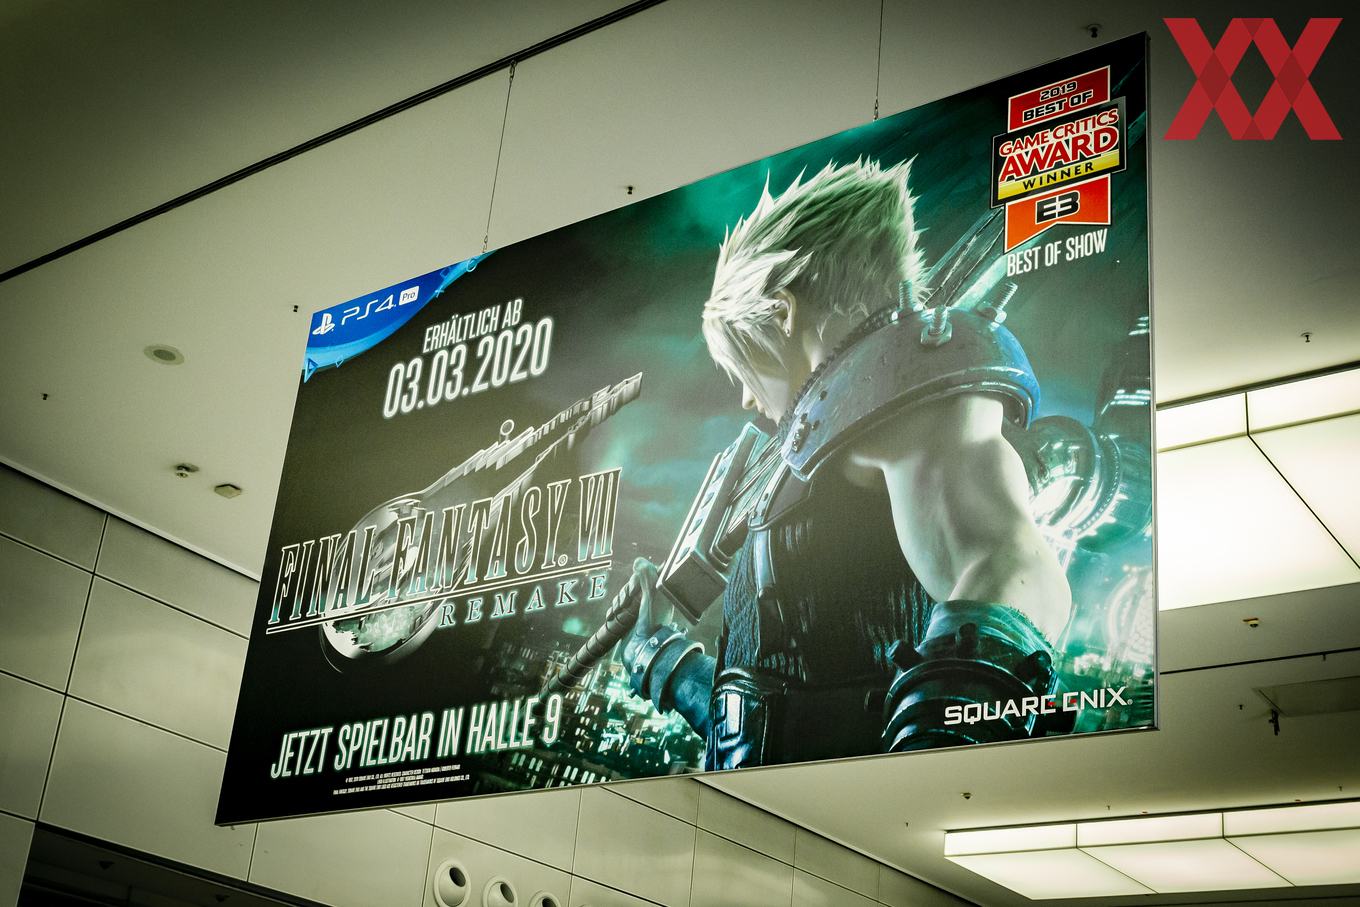 XX
PS4 Pro
2019
BEST OF
GAME CRITICS
AWARD
WINNER
E3
BEST OF SHOW
ERHÄLTLICH AB
03.03.2020
FINAL FANTASY® VII
REMAKE
JETZT SPIELBAR IN HALLE 9
SQUARE ENIX®